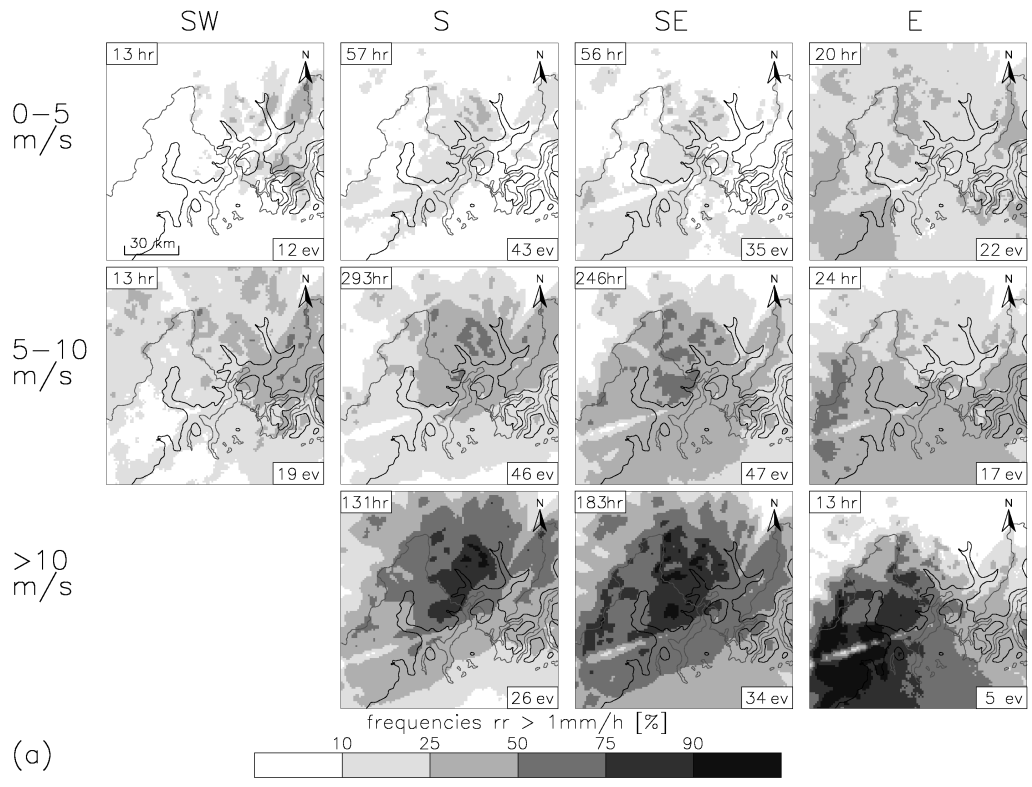 SW S SE E
0-5 m/s
13 hr
N
30 km
12 ev
57 hr
N
43 ev
56 hr
N
35 ev
20 hr
N
22 ev
5-10 m/s
13 hr
N
19 ev
293hr
N
46 ev
246hr
N
47 ev
24 hr
N
17 ev
>10 m/s
131hr
N
26 ev
183hr
N
34 ev
13 hr
N
5 ev
frequencies rr > 1mm/h [%]
10 25 50 75 90
(a)